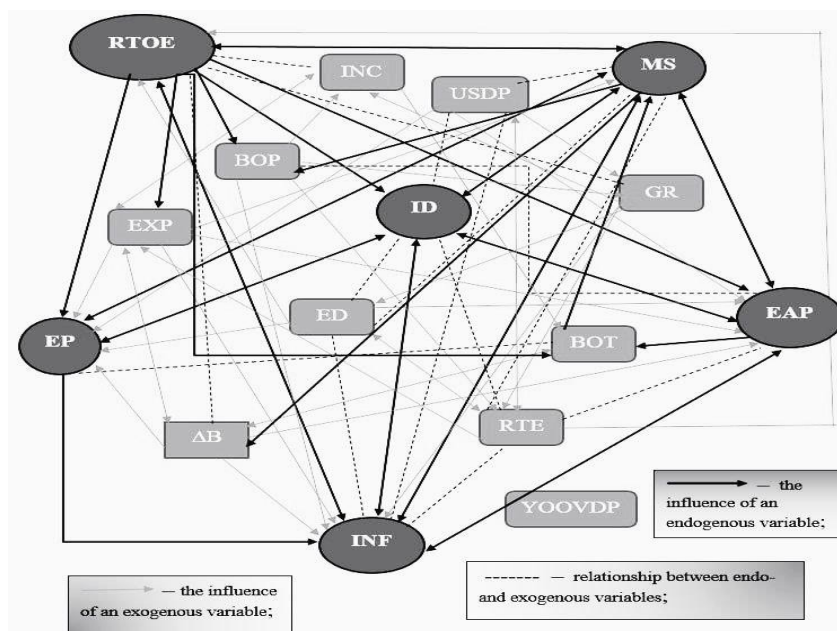 RTOE
INC
MS
USDP
BOP
GR
ID
EXP
ED
EAP
EP
BOT
ΔB
RTE
YOOVDP
INF
— the
influence of an
endogenous variable;
— the influence
of an exogenous variable;
— relationship between endo-
and exogenous variables;